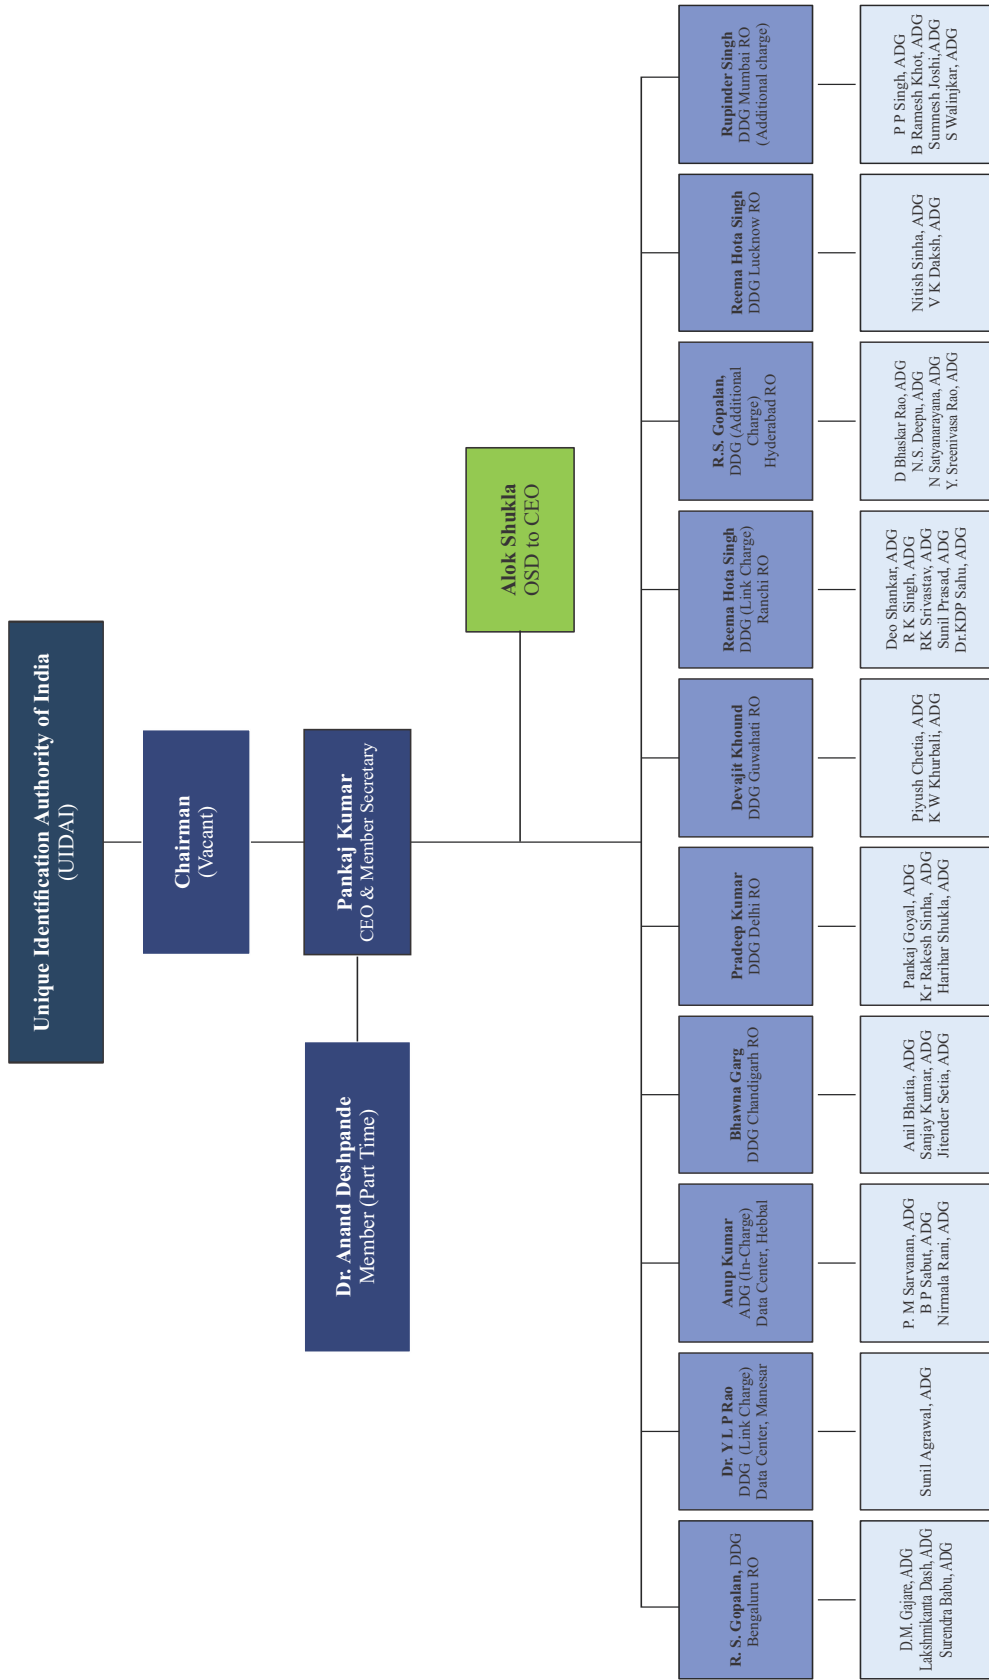 Unique Identification Authority of India
(UIDAI)
Chairman
(Vacant)
Pankaj Kumar
CEO & Member Secretary
Dr. Anand Deshpande
Member (Part Time)
Alok Shukla
OSD to CEO
R. S. Gopalan, DDG
Bengaluru RO
Dr. Y L P Rao
DDG (Link Charge)
Data Center, Manesar
Anup Kumar
ADG (In-Charge)
Data Center, Hebbal
Bhawna Garg
DDG Chandigarh RO
Pradeep Kumar
DDG Delhi RO
Devajit Khound
DDG Guwahati RO
Reema Hota Singh
DDG (Link Charge)
Ranchi RO
R.S. Gopalan,
DDG (Additional
Charge)
Hyderabad RO
Reema Hota Singh
DDG Lucknow RO
Rupinder Singh
DDG Mumbai RO
(Additional charge)
D.M. Gajare, ADG
Lakshmikanta Dash, ADG
Surendra Babu, ADG
Sunil Agrawal, ADG
P. M Sarvanan, ADG
B P Sabut, ADG
Nirmala Rani, ADG
Anil Bhatia, ADG
Sanjay Kumar, ADG
Jitender Setia, ADG
Pankaj Goyal, ADG
Kr Rakesh Sinha, ADG
Harihar Shukla, ADG
Piyush Chetia, ADG
K W Khurbali, ADG
Deo Shankar, ADG
R K Singh, ADG
RK Srivastav, ADG
Sunil Prasad, ADG
Dr.KDP Sahu, ADG
D Bhaskar Rao, ADG
N.S. Deepu, ADG
N Satyanarayana, ADG
Y. Sreenivasa Rao, ADG
Nitish Sinha, ADG
V K Daksh, ADG
P P Singh, ADG
B Ramesh Khot, ADG
Sumnesh Joshi,ADG
S Walinjkar, ADG